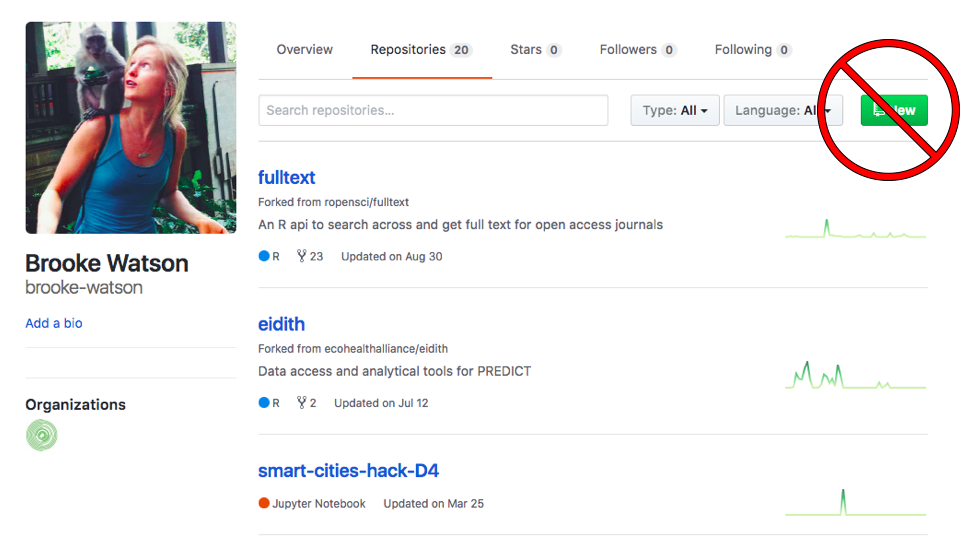 Overview Repositories 20 Stars 0 Followers 0 Following 0
Search repositories... Type: All Language: All New
fulltext
Forked from ropensci/fulltext
An R api to search across and get full text for open access journals
R 23 Updated on Aug 30
Brooke Watson
brooke-watson
Add a bio
eidith
Forked from ecohealthalliance/eidith
Data access and analytical tools for PREDICT
R 2 Updated on Jul 12
Organizations
smart-cities-hack-D4
Jupyter Notebook Updated on Mar 25